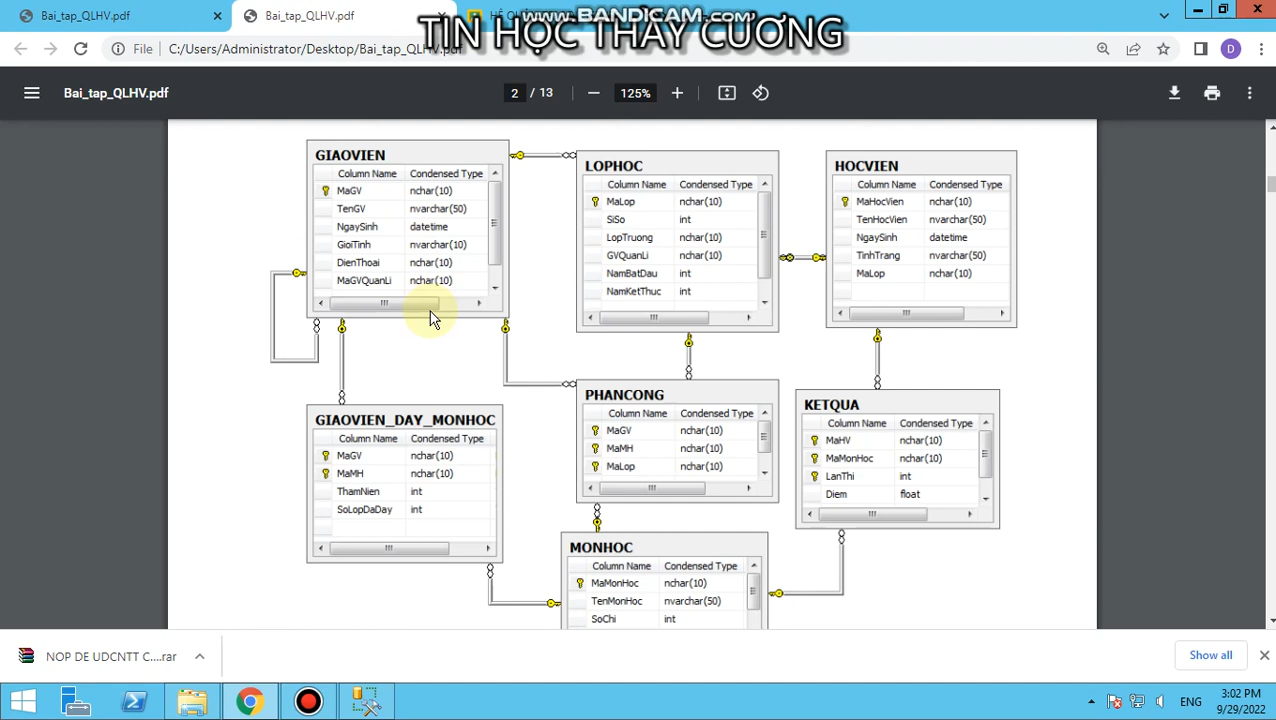 Bai_tap_QLHV.pdf
Bai_tap_QLHV.pdf
www.BANDICAM.com
TIN HỌC THẦY CƯƠNG
File
C:/Users/Administrator/Desktop/Bai_tap_QLHV.pdf
D
Bai_tap_QLHV.pdf
2 / 13
125%
GIAOVIEN
Column Name Condensed Type
MaGV nchar(10)
TenGV nvarchar(50)
NgaySinh datetime
GioiTinh nvarchar(10)
DienThoai nchar(10)
MaGVQuanLi nchar(10)
LOPHOC
Column Name Condensed Type
MaLop nchar(10)
SiSo int
LopTruong nchar(10)
GVQuanLi nchar(10)
NamBatDau int
NamKetThuc int
HOCVIEN
Column Name Condensed Type
MaHocVien nchar(10)
TenHocVien nvarchar(50)
NgaySinh datetime
TinhTrang nvarchar(50)
MaLop nchar(10)
GIAOVIEN_DAY_MONHOC
Column Name Condensed Type
MaGV nchar(10)
MaMH nchar(10)
ThamNien int
SoLopDaDay int
PHANCONG
Column Name Condensed Type
MaGV nchar(10)
MaMH nchar(10)
MaLop nchar(10)
KETQUA
Column Name Condensed Type
MaHV nchar(10)
MaMonHoc nchar(10)
LanThi int
Diem float
MONHOC
Column Name Condensed Type
MaMonHoc nchar(10)
TenMonHoc nvarchar(50)
SoChi int
NOP DE UDCNTT C....rar
Show all
ENG
3:02 PM
9/29/2022